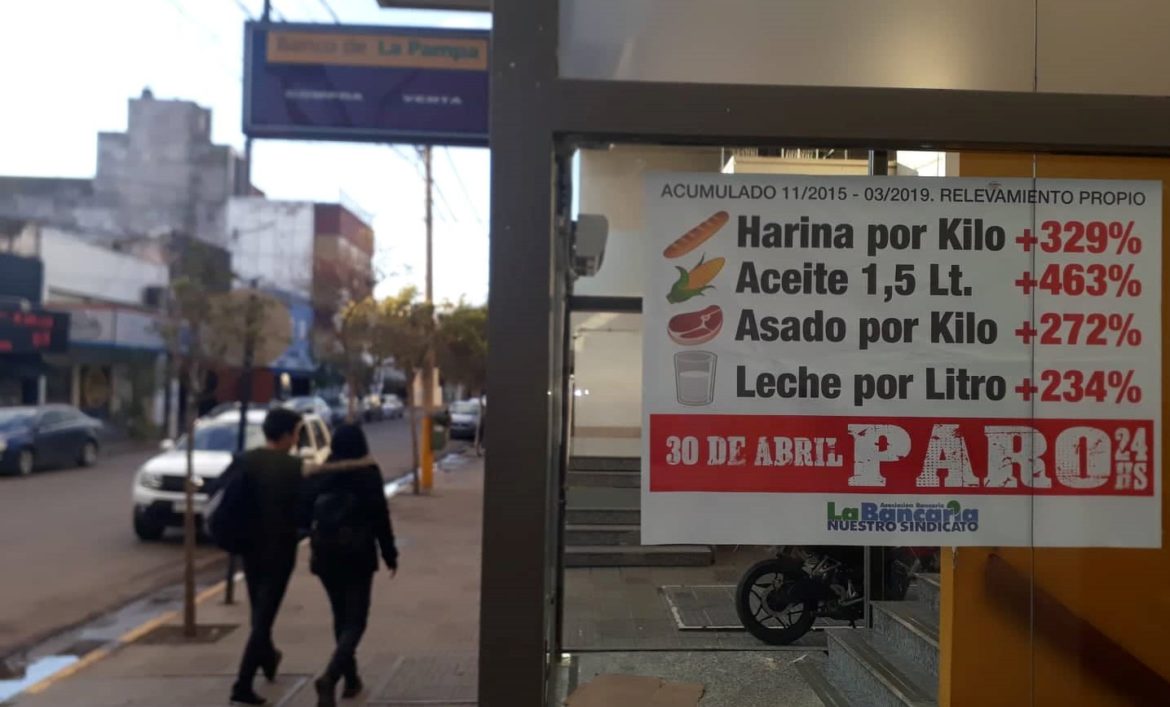 Banco de La Pampa
COMPRA VENTA
ACUMULADO 11/2015 - 03/2019. RELEVAMIENTO PROPIO
Harina por Kilo +329%
Aceite 1,5 Lt. +463%
Asado por Kilo +272%
Leche por Litro +234%
30 DE ABRIL PARO 24 HS
Asociación Bancaria
La Bancaria
NUESTRO SINDICATO